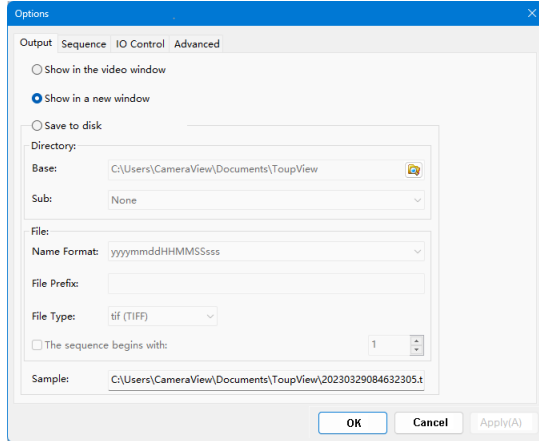 Options
Output Sequence IO Control Advanced
Show in the video window
Show in a new window
Save to disk
Directory:
Base: C:\Users\CameraView\Documents\ToupView
Sub: None
File:
Name Format: yyyymmddHHMMSSsss
File Prefix:
File Type: tif (TIFF)
The sequence begins with: 1
Sample: C:\Users\CameraView\Documents\ToupView\20230329084632305.t
OK Cancel Apply(A)